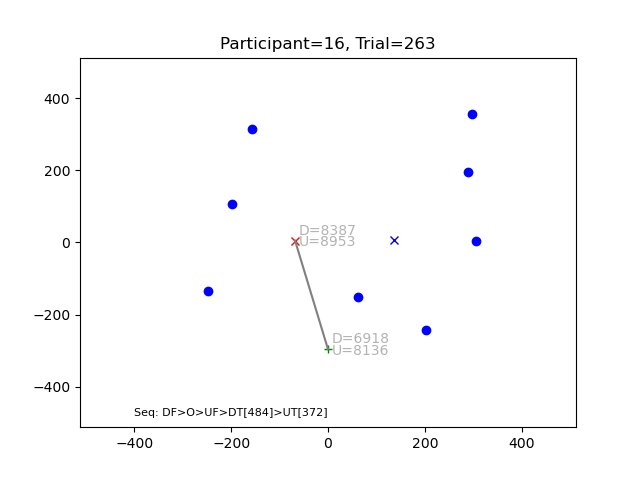 Participant=16, Trial=263
400
200
0
−200
−400
D=8387
U=8953
D=6918
U=8136
Seq: DF>O>UF>DT[484]>UT[372]
−400
−200
0
200
400